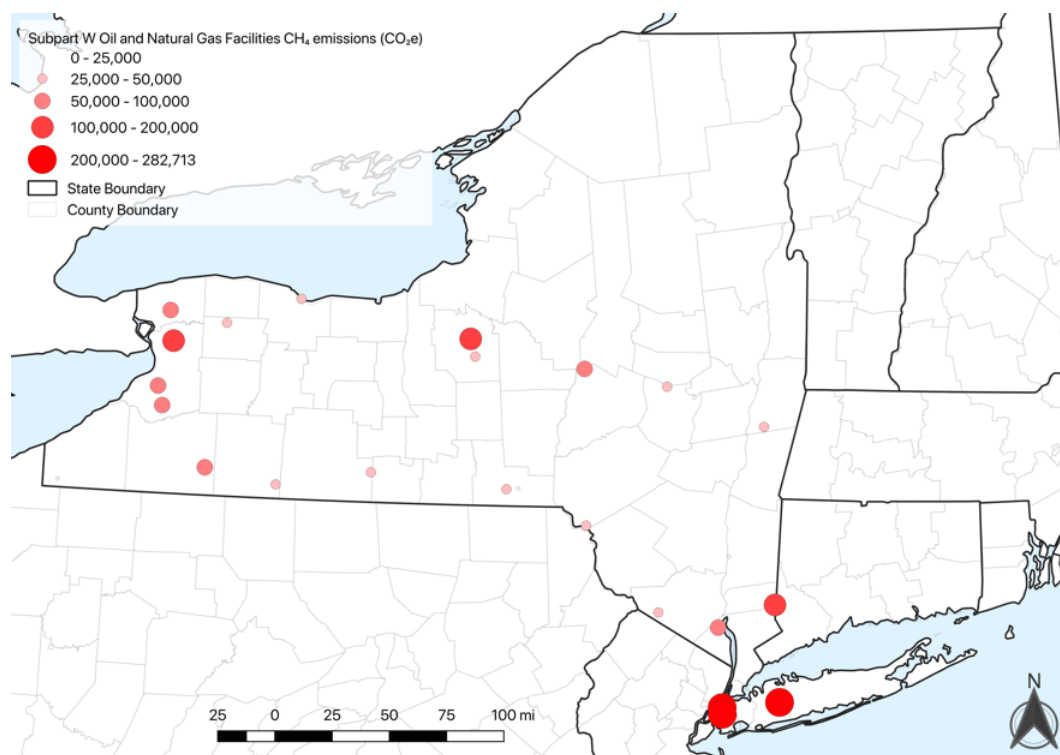 Subpart W Oil and Natural Gas Facilities CH₄ emissions (CO₂e)
0 - 25,000
25,000 - 50,000
50,000 - 100,000
100,000 - 200,000
200,000 - 282,713
State Boundary
County Boundary
N
25 0 25 50 75 100 mi